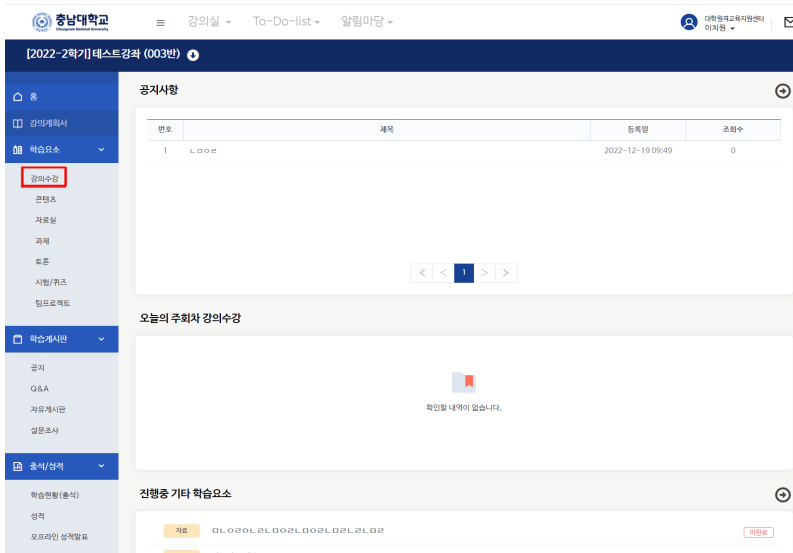 충남대학교
Chungnam National University
강의실
To-Do-list
알림마당
대학원격교육지원센터
이치원
[2022-2학기]테스트강좌 (003반)
홈
강의계획서
학습요소
강의수강
콘텐츠
자료실
과제
토론
시험/퀴즈
팀프로젝트
학습게시판
공지
Q&A
자유게시판
설문조사
출석/성적
학습현황(출석)
성적
오프라인 성적발표
공지사항
번호 제목 등록일 조회수
1 ㄴㅁㅇㄹ 2022-12-19 09:49 0
1
오늘의 주회차 강의수강
확인할 내역이 없습니다.
진행중 기타 학습요소
자료 ㅁㄴㅇㄹㅇㄴㄹㄴㅁㅇㄹㄴㅁㅇㄹㄴㅁㄹㄴㄹㅁㄹ 미완료